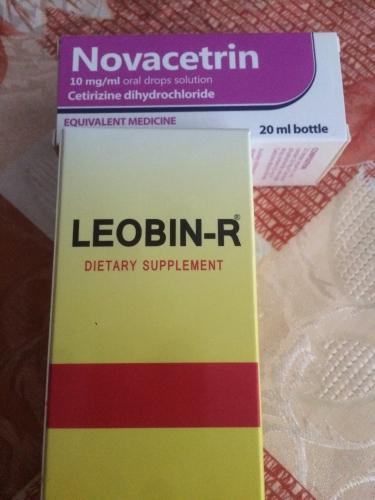 Novacetrin
10 mg/ml oral drops solution
Cetirizine dihydrochloride
EQUIVALENT MEDICINE
20 ml bottle
LEOBIN-R®
DIETARY SUPPLEMENT